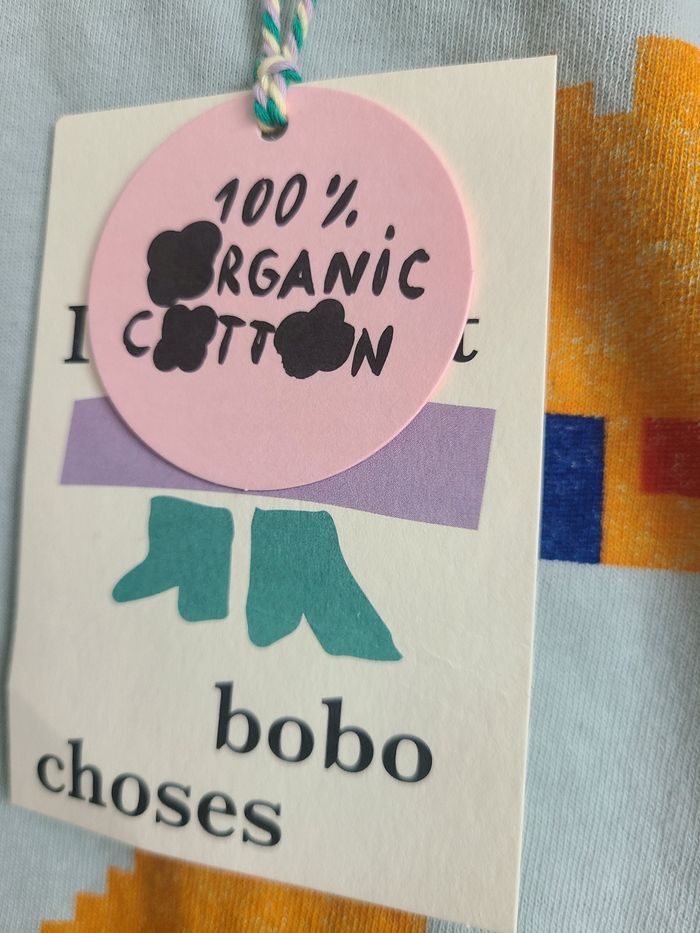 100%
ORGANiC
COTTON
bobo
choses